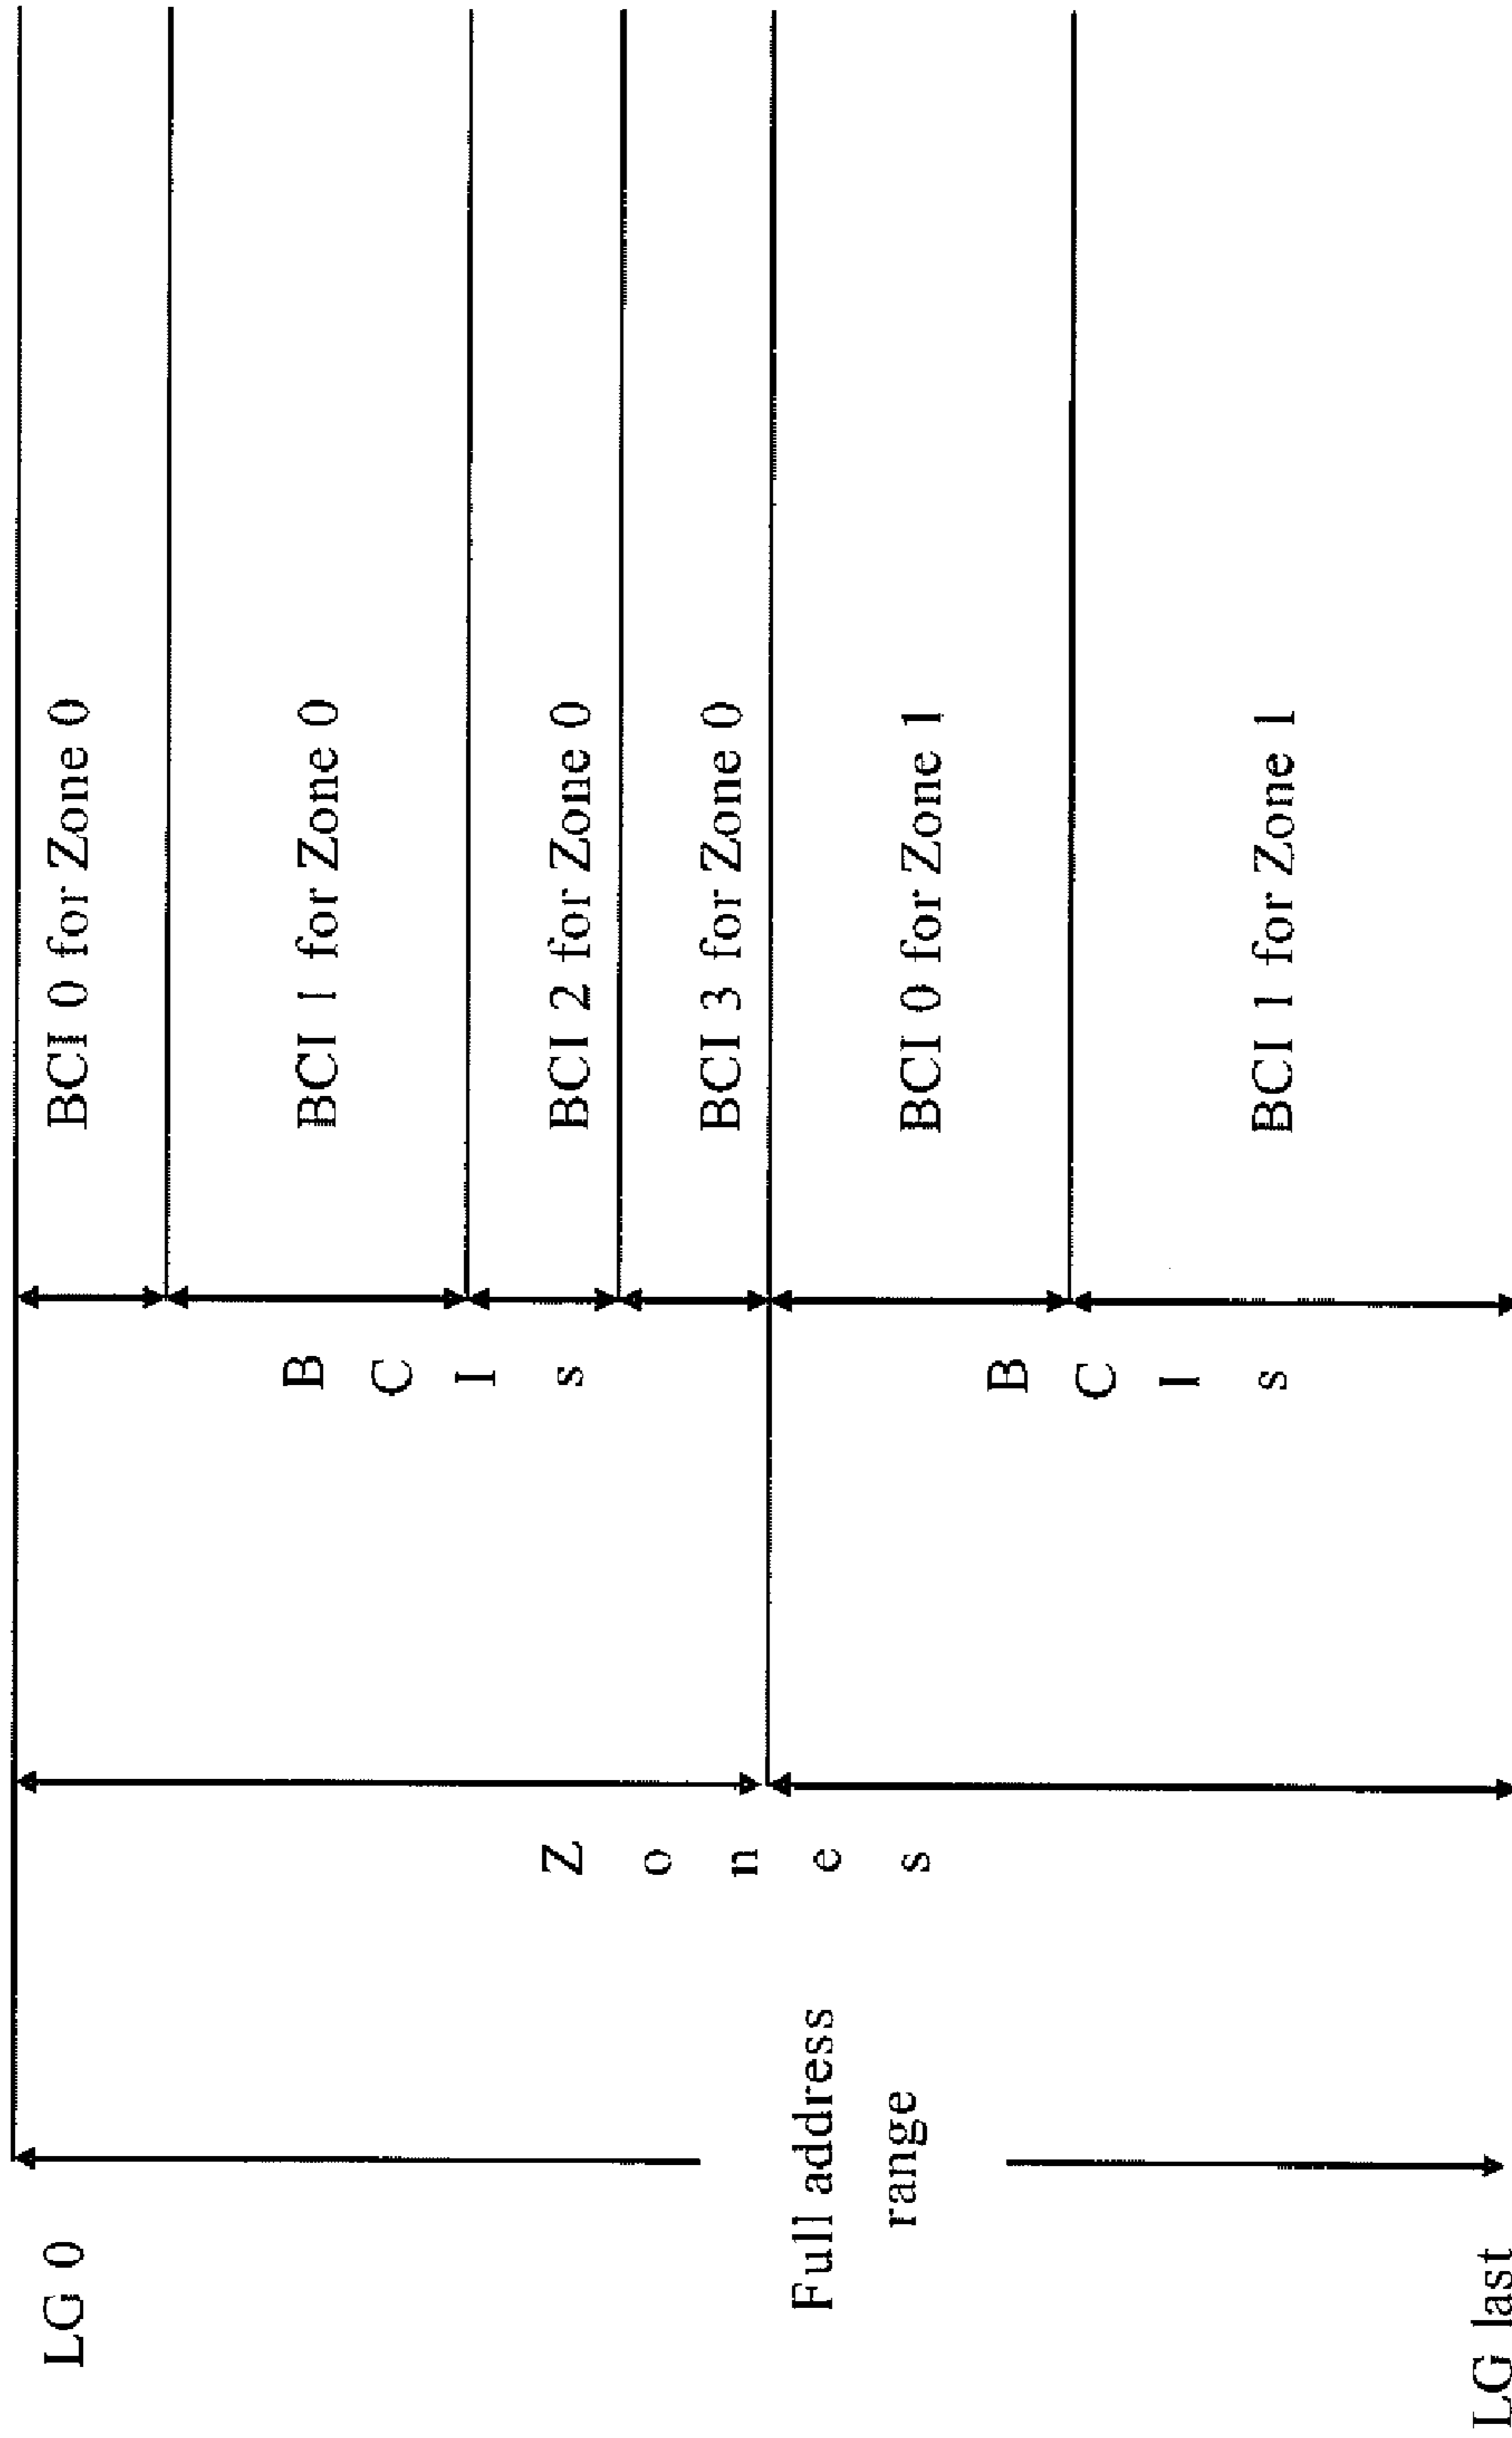 LG 0
Full address
range
LG last
Zones
BCIs
BCIs
BCI 0 for Zone 0
BCI 1 for Zone 0
BCI 2 for Zone 0
BCI 3 for Zone 0
BCI 0 for Zone 1
BCI 1 for Zone 1